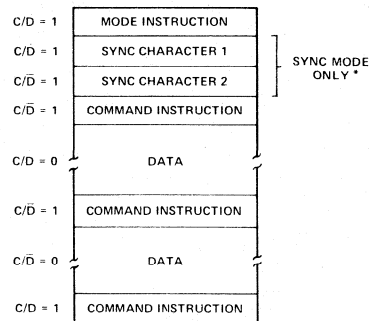 C/D = 1 MODE INSTRUCTION
C/D = 1 SYNC CHARACTER 1
C/D̅ = 1 SYNC CHARACTER 2
SYNC MODE
ONLY *
C/D̅ = 1 COMMAND INSTRUCTION
C/D = 0 DATA
C/D̅ = 1 COMMAND INSTRUCTION
C/D̅ = 0 DATA
C/D = 1 COMMAND INSTRUCTION